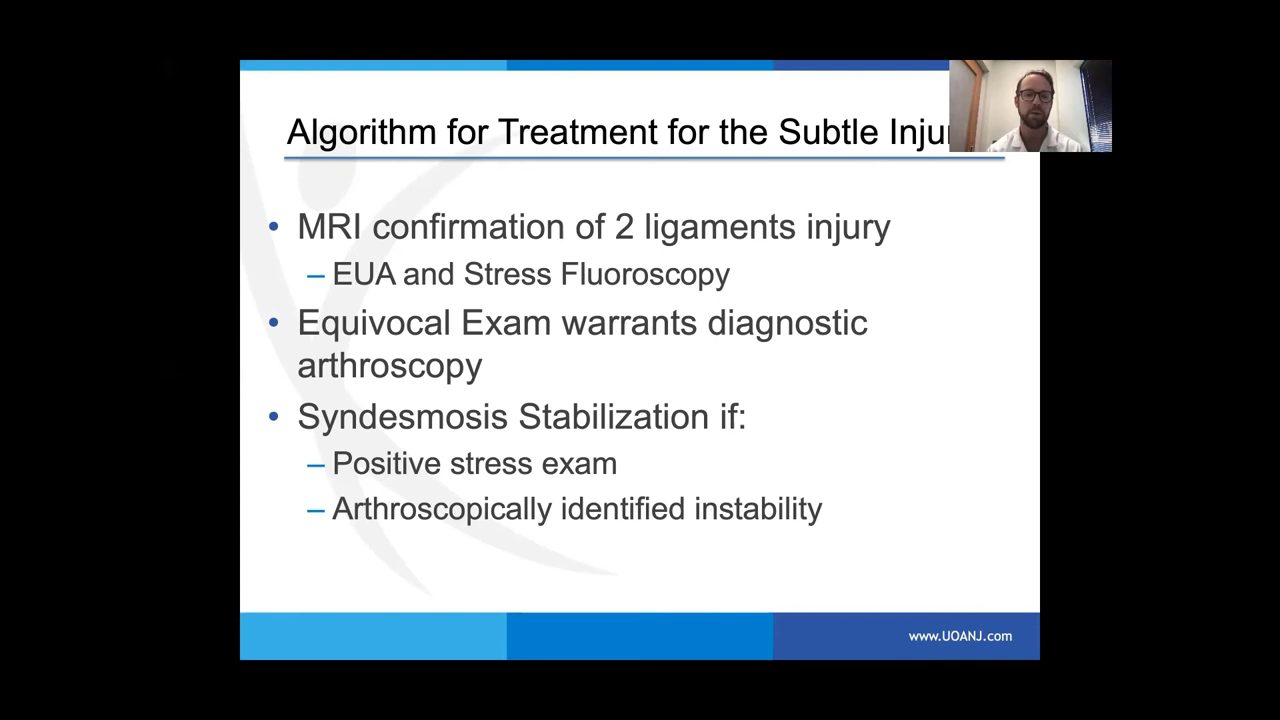 Algorithm for Treatment for the Subtle
• MRI confirmation of 2 ligaments injury
– EUA and Stress Fluoroscopy
• Equivocal Exam warrants diagnostic
arthroscopy
• Syndesmosis Stabilization if:
– Positive stress exam
– Arthroscopically identified instability
www.UOANJ.com